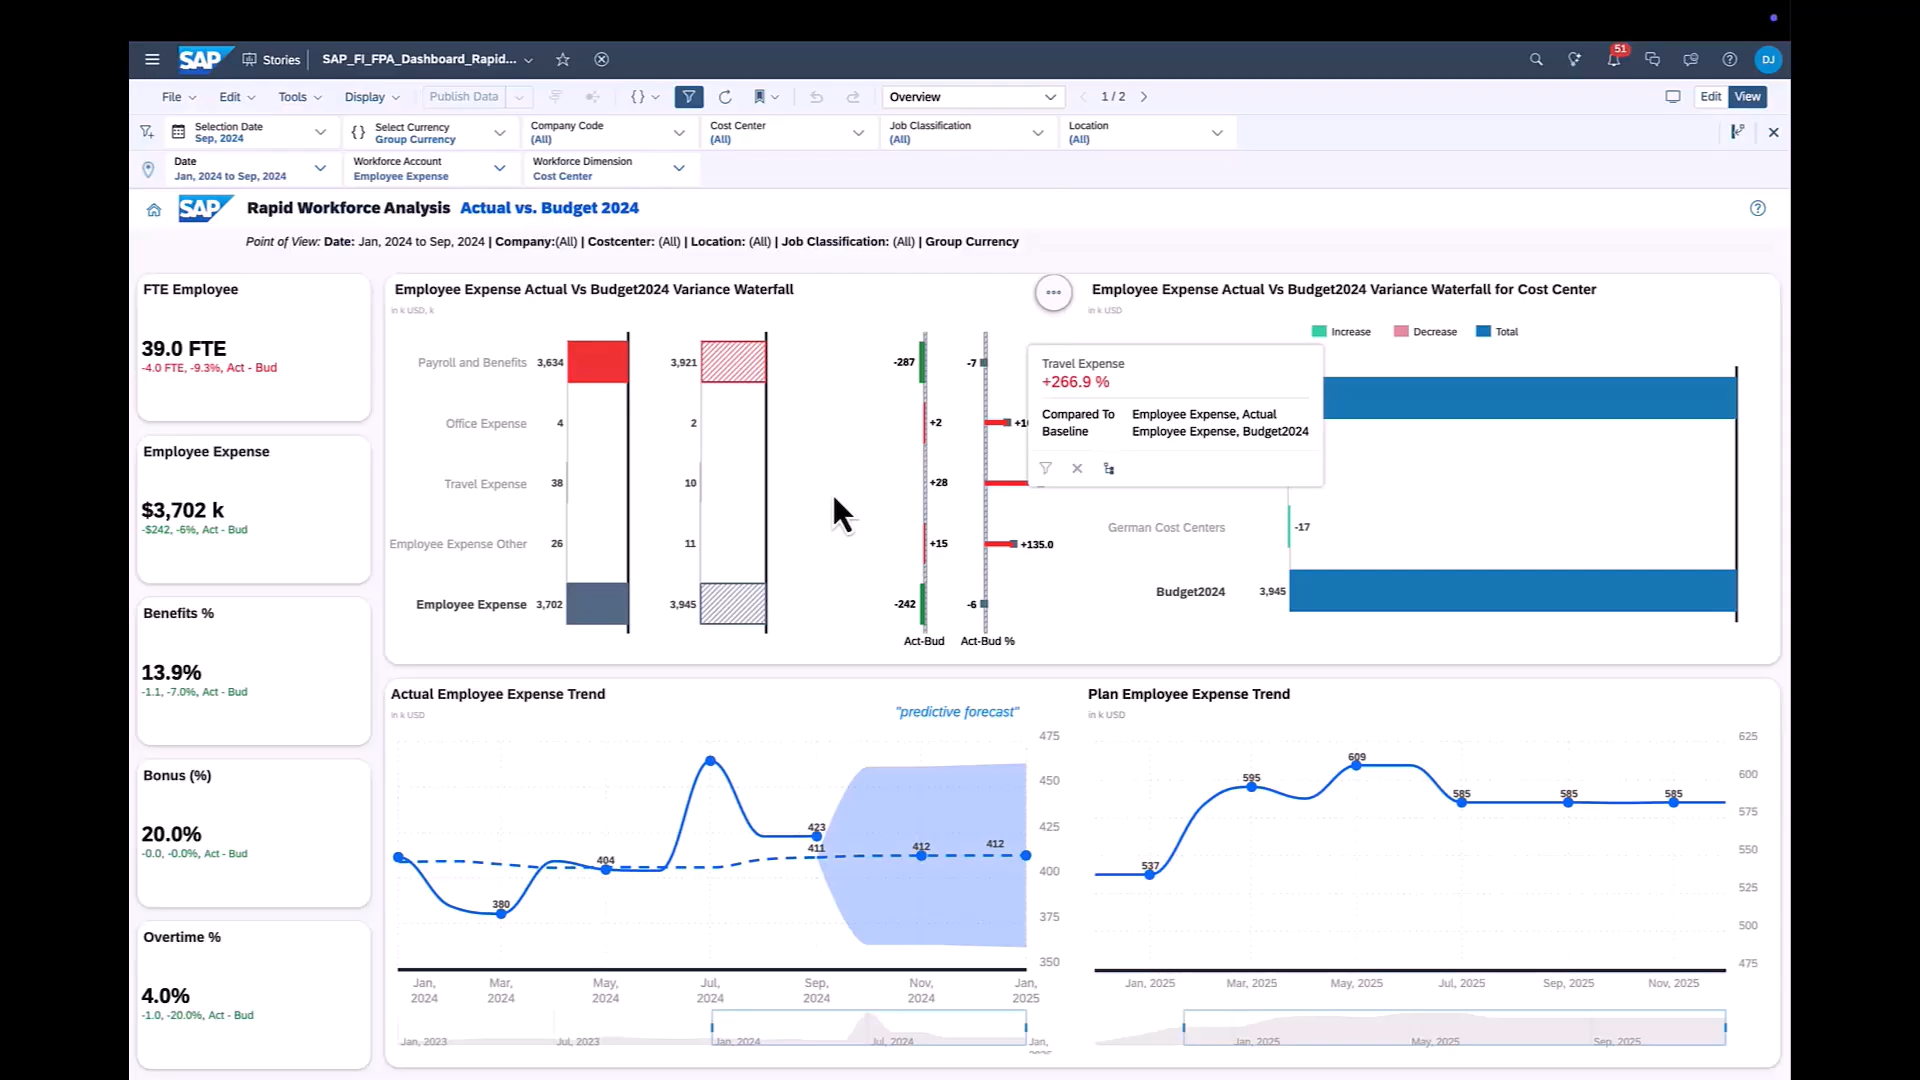 SAP Stories SAP_FI_FPA_Dashboard_Rapid... 51 DJ
File Edit Tools Display Publish Data Overview 1 / 2 Edit View
Selection Date
Sep, 2024
Select Currency
Group Currency
Company Code
(All)
Cost Center
(All)
Job Classification
(All)
Location
(All)
Date
Jan, 2024 to Sep, 2024
Workforce Account
Employee Expense
Workforce Dimension
Cost Center
SAP Rapid Workforce Analysis Actual vs. Budget 2024
Point of View: Date: Jan, 2024 to Sep, 2024 | Company:(All) | Costcenter: (All) | Location: (All) | Job Classification: (All) | Group Currency
FTE Employee
39.0 FTE
-4.0 FTE, -9.3%, Act - Bud
Employee Expense
$3,702 k
-$242, -6%, Act - Bud
Benefits %
13.9%
-1.1, -7.0%, Act - Bud
Bonus (%)
20.0%
-0.0, -0.0%, Act - Bud
Overtime %
4.0%
-1.0, -20.0%, Act - Bud
Employee Expense Actual Vs Budget2024 Variance Waterfall
in k USD, k
Payroll and Benefits 3,634 3,921 -287 -7
Office Expense 4 2 +2
Travel Expense 38 10 +28
Employee Expense Other 26 11 +15 +135.0
Employee Expense 3,702 3,945 -242 -6
Act-Bud Act-Bud %
Employee Expense Actual Vs Budget2024 Variance Waterfall for Cost Center
in k USD
Increase Decrease Total
Travel Expense
+266.9 %
Compared To Employee Expense, Actual
Baseline Employee Expense, Budget2024
German Cost Centers -17
Budget2024 3,945
Actual Employee Expense Trend
in k USD
"predictive forecast"
475
450
425
400
375
350
380
404
423
411
412
412
Jan, 2024
Mar, 2024
May, 2024
Jul, 2024
Sep, 2024
Nov, 2024
Jan, 2025
Jan, 2023 Jul, 2023 Jan, 2024 Jul, 2024 Jan,
Plan Employee Expense Trend
in k USD
625
600
575
550
525
500
475
537
595
609
585
585
585
Jan, 2025 Mar, 2025 May, 2025 Jul, 2025 Sep, 2025 Nov, 2025
Jan, 2025 May, 2025 Sep, 2025